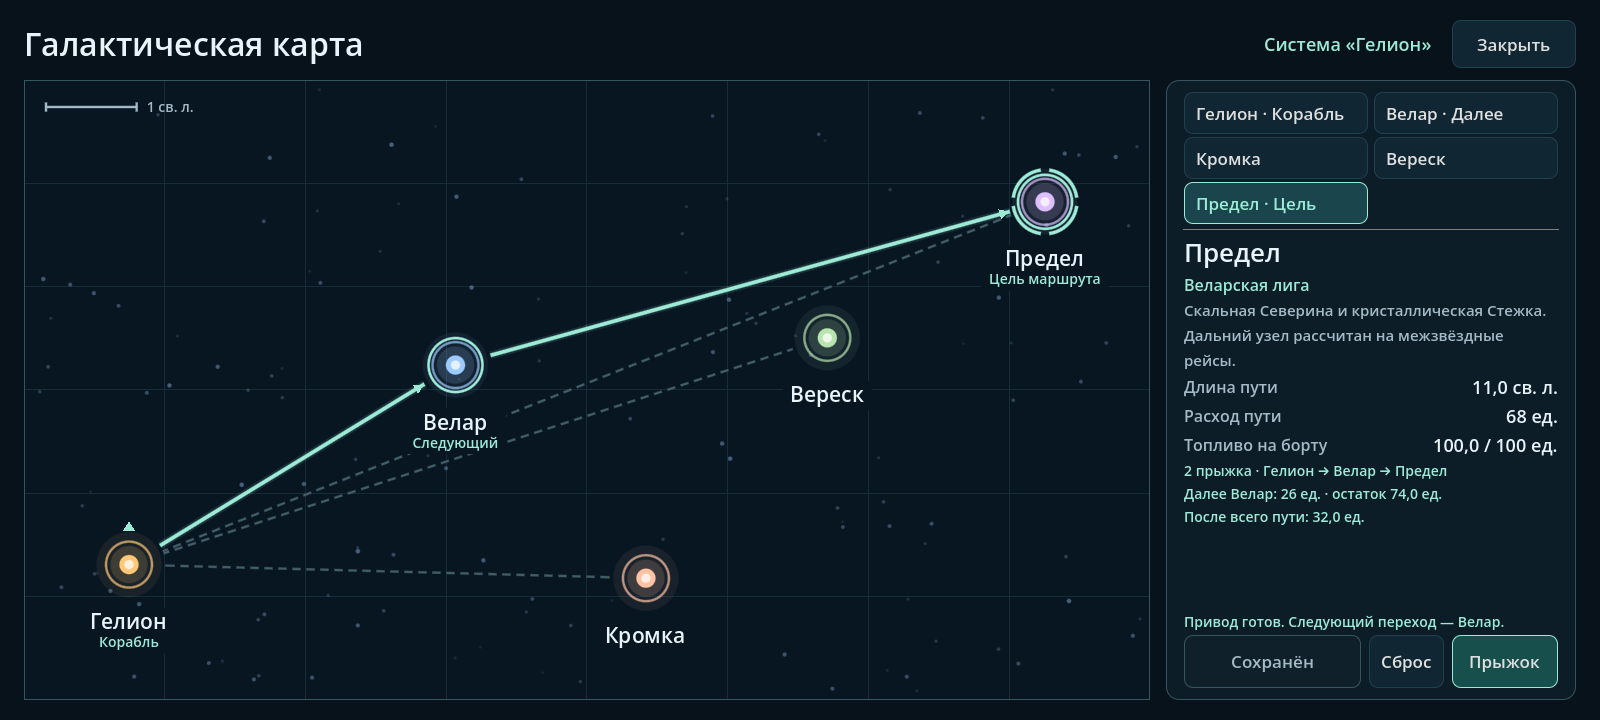 Галактическая карта
Система «Гелион»
Закрыть
1 св. л.
Предел
Цель маршрута
Вереск
Велар
Следующий
Гелион
Корабль
Кромка
Гелион · Корабль
Велар · Далее
Кромка
Вереск
Предел · Цель
Предел
Веларская лига
Скальная Северина и кристаллическая Стежка.
Дальний узел рассчитан на межзвёздные
рейсы.
Длина пути 11,0 св. л.
Расход пути 68 ед.
Топливо на борту 100,0 / 100 ед.
2 прыжка · Гелион → Велар → Предел
Далее Велар: 26 ед. · остаток 74,0 ед.
После всего пути: 32,0 ед.
Привод готов. Следующий переход — Велар.
Сохранён
Сброс
Прыжок